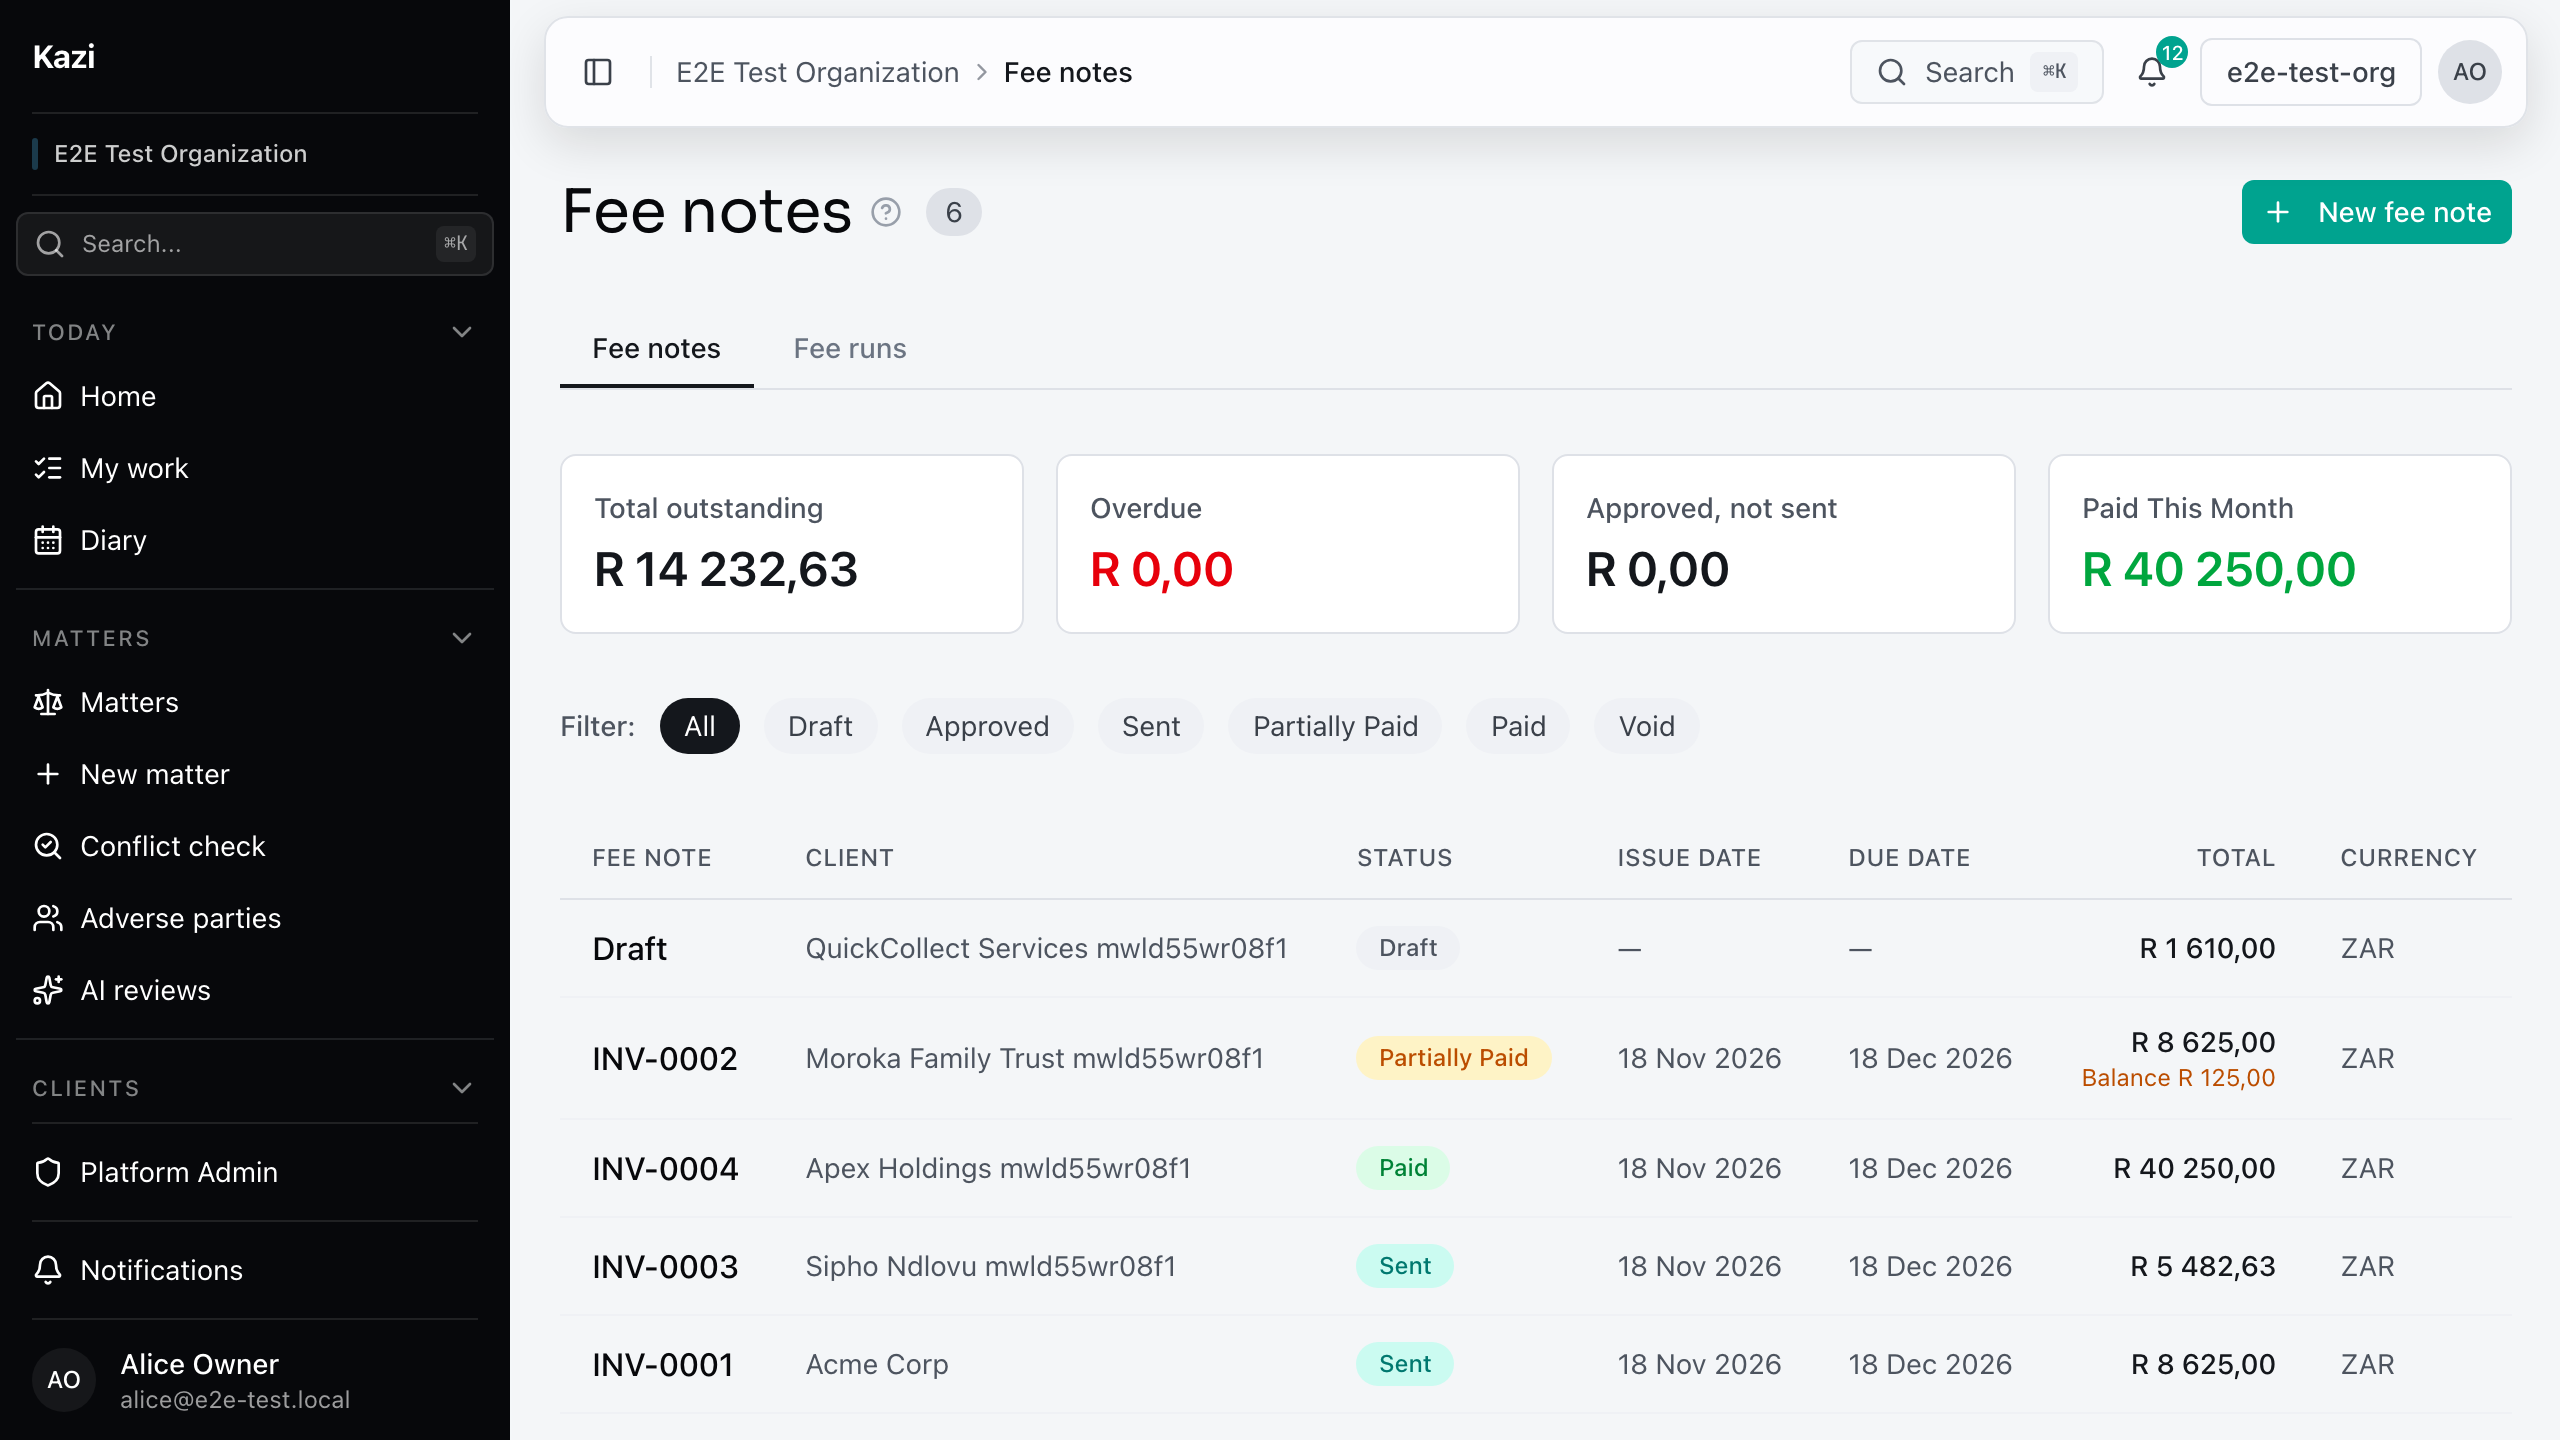 Kazi
E2E Test Organization
Search...
⌘K
TODAY
Home
My work
Diary
MATTERS
Matters
New matter
Conflict check
Adverse parties
AI reviews
CLIENTS
Platform Admin
Notifications
AO
Alice Owner
alice@e2e-test.local
E2E Test Organization > Fee notes
Search ⌘K
12
e2e-test-org
AO
Fee notes ? 6
+ New fee note
Fee notes Fee runs
Total outstanding
R 14 232,63
Overdue
R 0,00
Approved, not sent
R 0,00
Paid This Month
R 40 250,00
Filter: All Draft Approved Sent Partially Paid Paid Void
FEE NOTE CLIENT STATUS ISSUE DATE DUE DATE TOTAL CURRENCY
Draft QuickCollect Services mwld55wr08f1 Draft — — R 1 610,00 ZAR
INV-0002 Moroka Family Trust mwld55wr08f1 Partially Paid 18 Nov 2026 18 Dec 2026 R 8 625,00 ZAR
Balance R 125,00
INV-0004 Apex Holdings mwld55wr08f1 Paid 18 Nov 2026 18 Dec 2026 R 40 250,00 ZAR
INV-0003 Sipho Ndlovu mwld55wr08f1 Sent 18 Nov 2026 18 Dec 2026 R 5 482,63 ZAR
INV-0001 Acme Corp Sent 18 Nov 2026 18 Dec 2026 R 8 625,00 ZAR